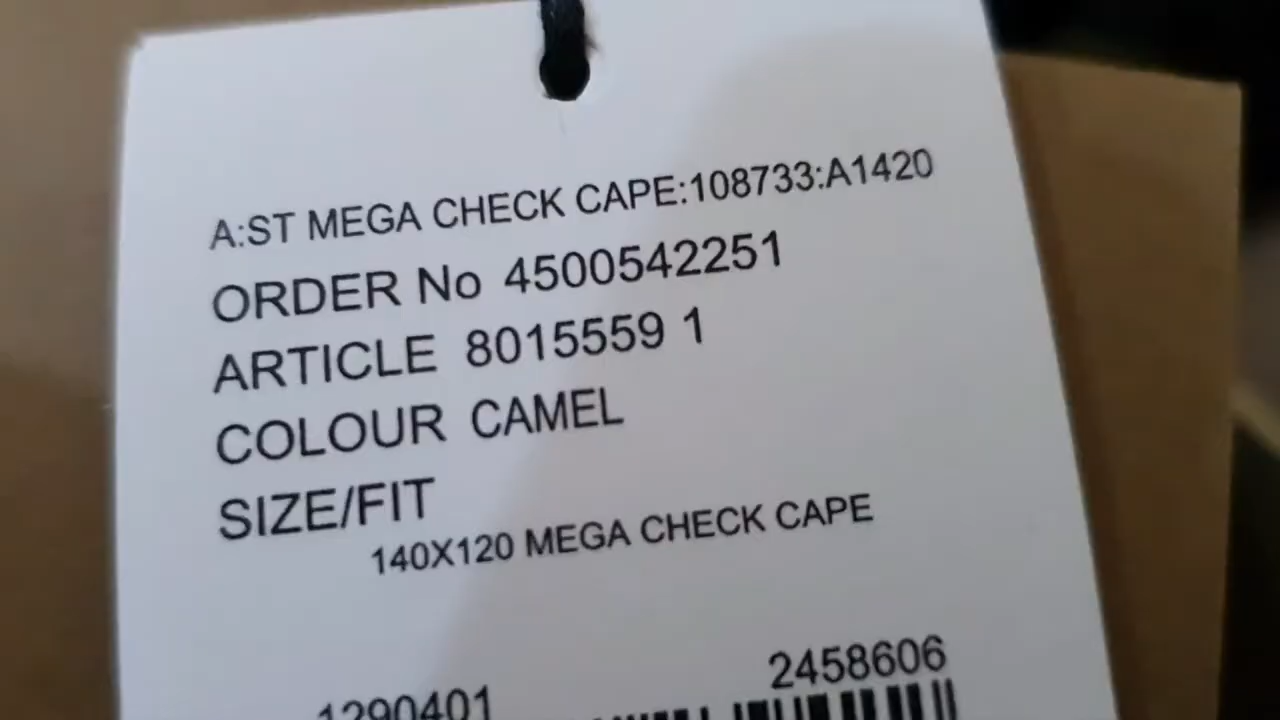 A:ST MEGA CHECK CAPE:108733:A1420
ORDER No 4500542251
ARTICLE 8015559 1
COLOUR CAMEL
SIZE/FIT
140X120 MEGA CHECK CAPE
2458606
1290401